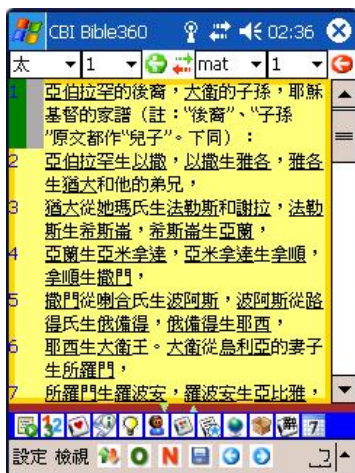 CBI Bible360 02:36
太 1 mat 1
1 亞伯拉罕的後裔，大衛的子孫，耶穌
基督的家譜（註：“後裔”、“子孫
”原文都作“兒子”。下同）：
2 亞伯拉罕生以撒，以撒生雅各，雅各
生猶大和他的弟兄，
3 猶大從她瑪氏生法勒斯和謝拉，法勒
斯生希斯崙，希斯崙生亞蘭，
4 亞蘭生亞米拿達，亞米拿達生拿順，
拿順生撒門，
5 撒門從喇合氏生波阿斯，波阿斯從路
得氏生俄備得，俄備得生耶西，
6 耶西生大衛王。大衛從烏利亞的妻子
生所羅門，
7 所羅門生羅波安，羅波安生亞比雅，
設定 檢視 O N